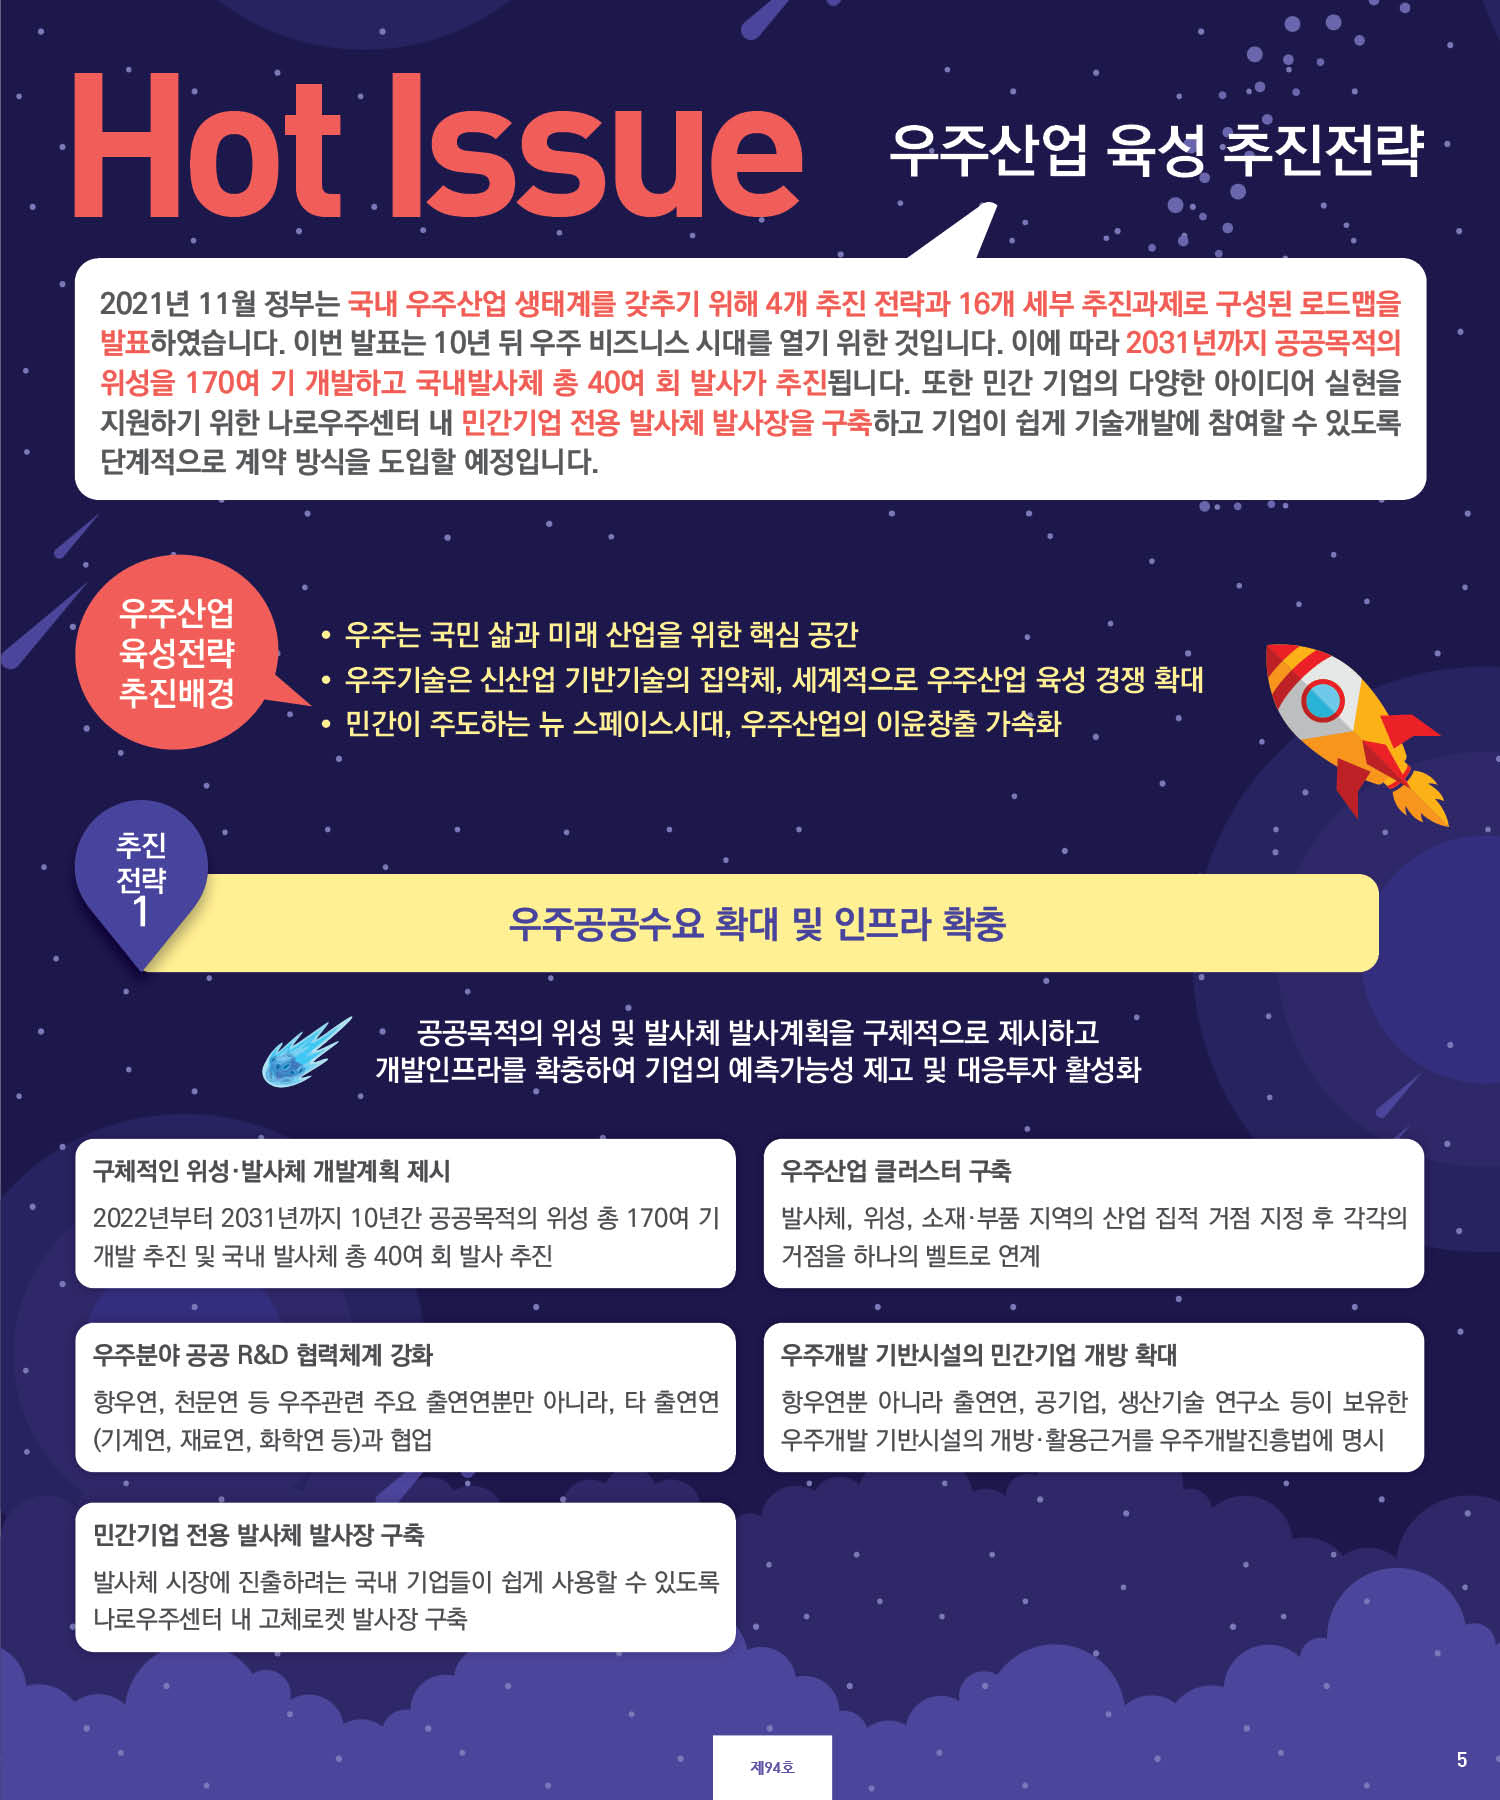 Hot Issue
우주산업 육성 추진전략
2021년 11월 정부는 국내 우주산업 생태계를 갖추기 위해 4개 추진 전략과 16개 세부 추진과제로 구성된 로드맵을
발표하였습니다. 이번 발표는 10년 뒤 우주 비즈니스 시대를 열기 위한 것입니다. 이에 따라 2031년까지 공공목적의
위성을 170여 기 개발하고 국내발사체 총 40여 회 발사가 추진됩니다. 또한 민간 기업의 다양한 아이디어 실현을
지원하기 위한 나로우주센터 내 민간기업 전용 발사체 발사장을 구축하고 기업이 쉽게 기술개발에 참여할 수 있도록
단계적으로 계약 방식을 도입할 예정입니다.
우주산업
육성전략
추진배경
• 우주는 국민 삶과 미래 산업을 위한 핵심 공간
• 우주기술은 신산업 기반기술의 집약체, 세계적으로 우주산업 육성 경쟁 확대
• 민간이 주도하는 뉴 스페이스시대, 우주산업의 이윤창출 가속화
추진
전략
1
우주공공수요 확대 및 인프라 확충
공공목적의 위성 및 발사체 발사계획을 구체적으로 제시하고
개발인프라를 확충하여 기업의 예측가능성 제고 및 대응투자 활성화
구체적인 위성·발사체 개발계획 제시
2022년부터 2031년까지 10년간 공공목적의 위성 총 170여 기
개발 추진 및 국내 발사체 총 40여 회 발사 추진
우주산업 클러스터 구축
발사체, 위성, 소재·부품 지역의 산업 집적 거점 지정 후 각각의
거점을 하나의 벨트로 연계
우주분야 공공 R&D 협력체계 강화
항우연, 천문연 등 우주관련 주요 출연연뿐만 아니라, 타 출연연
(기계연, 재료연, 화학연 등)과 협업
우주개발 기반시설의 민간기업 개방 확대
항우연뿐 아니라 출연연, 공기업, 생산기술 연구소 등이 보유한
우주개발 기반시설의 개방·활용근거를 우주개발진흥법에 명시
민간기업 전용 발사체 발사장 구축
발사체 시장에 진출하려는 국내 기업들이 쉽게 사용할 수 있도록
나로우주센터 내 고체로켓 발사장 구축
제94호
5